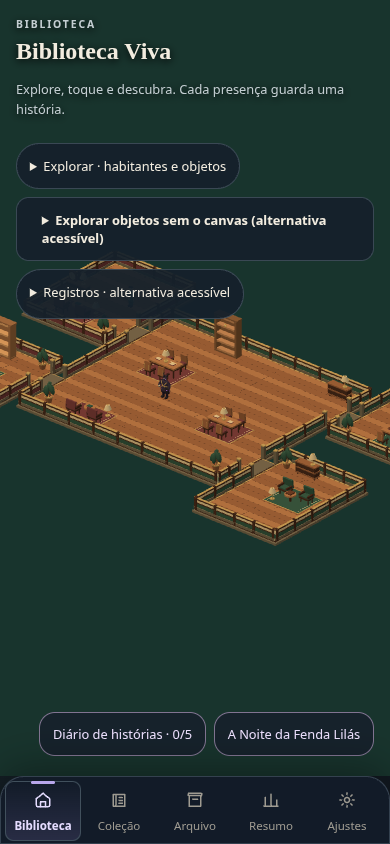 BIBLIOTECA
Biblioteca Viva
Explore, toque e descubra. Cada presença guarda uma
história.
Explorar · habitantes e objetos
Explorar objetos sem o canvas (alternativa
acessível)
Registros · alternativa acessível
Diário de histórias · 0/5
A Noite da Fenda Lilás
Biblioteca
Coleção
Arquivo
Resumo
Ajustes